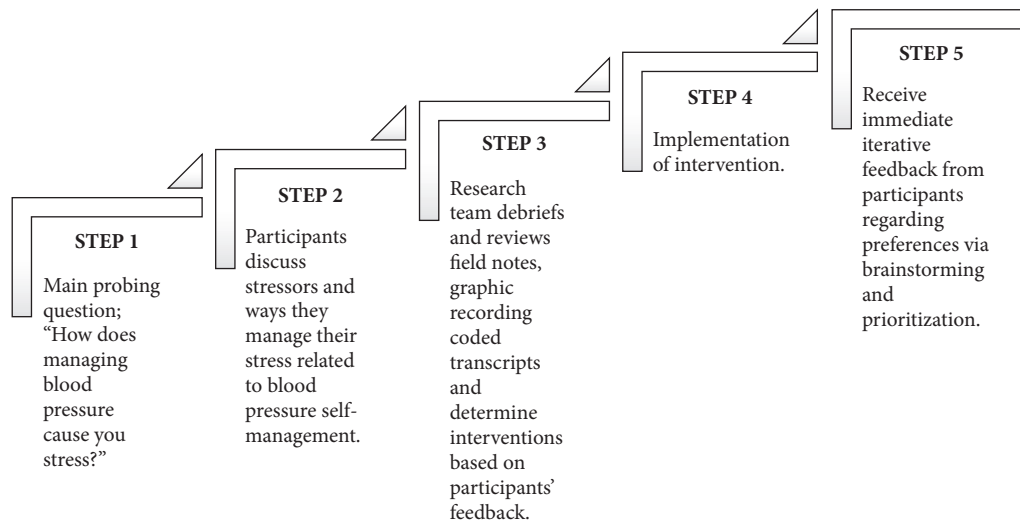 STEP 1
Main probing
question;
“How does
managing
blood
pressure
cause you
stress?”
STEP 2
Participants
discuss
stressors and
ways they
manage their
stress related
to blood
pressure self-
management.
STEP 3
Research
team debriefs
and reviews
field notes,
graphic
recording
coded
transcripts
and
determine
interventions
based on
participants’
feedback.
STEP 4
Implementation
of intervention.
STEP 5
Receive
immediate
iterative
feedback from
participants
regarding
preferences via
brainstorming
and
prioritization.